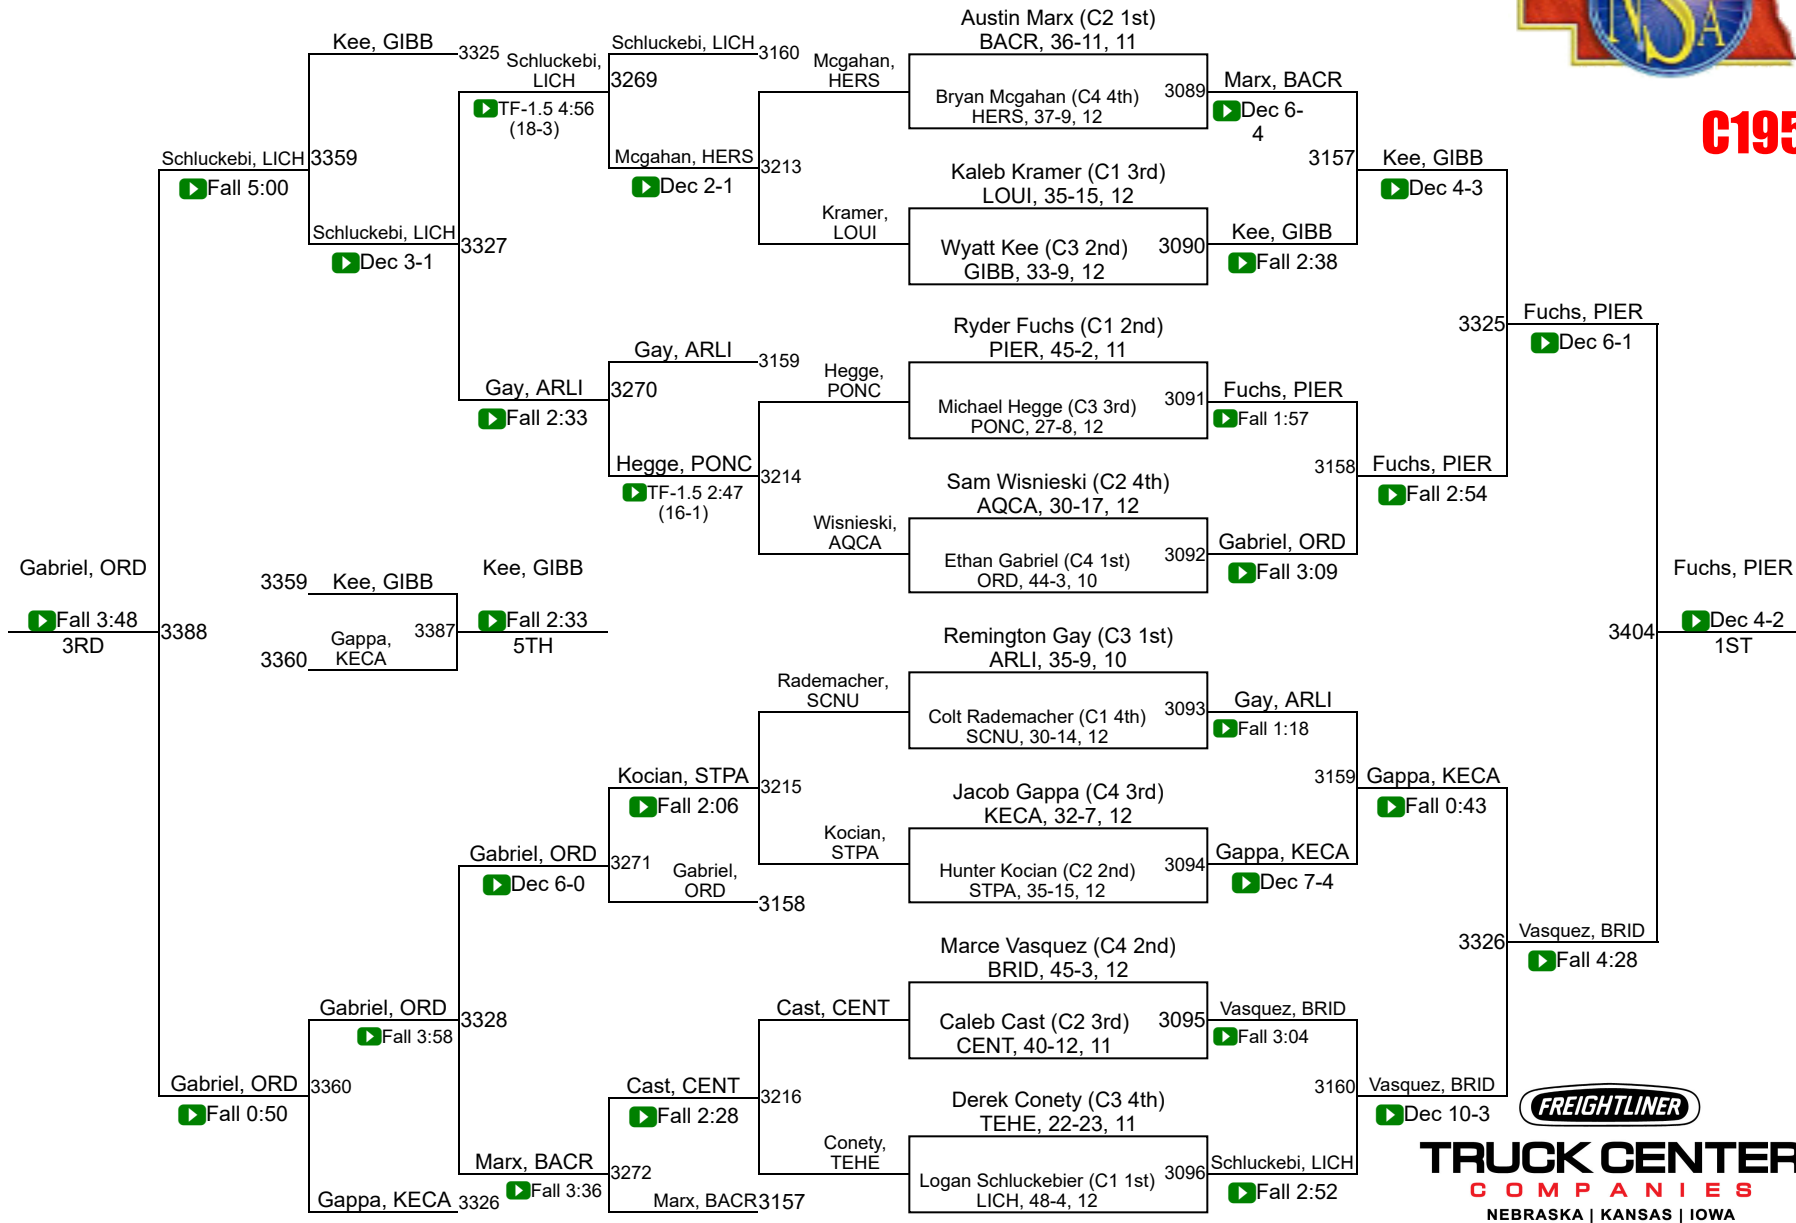 NSA
C195
Kee, GIBB
3325
Schluckebi,
LICH
TF-1.5 4:56
(18-3)
Schluckebi, LICH
3160
3269
Mcgahan,
HERS
Austin Marx (C2 1st)
BACR, 36-11, 11
Bryan Mcgahan (C4 4th)
HERS, 37-9, 12
3089
Marx, BACR
Dec 6-
4
Schluckebi, LICH
3359
Fall 5:00
Mcgahan, HERS
Dec 2-1
3213
Kaleb Kramer (C1 3rd)
LOUI, 35-15, 12
3157
Kee, GIBB
Dec 4-3
Schluckebi, LICH
Dec 3-1
3327
Kramer,
LOUI
Wyatt Kee (C3 2nd)
GIBB, 33-9, 12
3090
Kee, GIBB
Fall 2:38
Ryder Fuchs (C1 2nd)
PIER, 45-2, 11
3325
Fuchs, PIER
Dec 6-1
Gay, ARLI
3159
Gay, ARLI
Fall 2:33
3270
Hegge,
PONC
Michael Hegge (C3 3rd)
PONC, 27-8, 12
3091
Fuchs, PIER
Fall 1:57
Hegge, PONC
TF-1.5 2:47
(16-1)
3214
Sam Wisnieski (C2 4th)
AQCA, 30-17, 12
3158
Fuchs, PIER
Fall 2:54
Wisnieski,
AQCA
Ethan Gabriel (C4 1st)
ORD, 44-3, 10
3092
Gabriel, ORD
Fall 3:09
Gabriel, ORD
Fall 3:48
3RD
3388
3359
Kee, GIBB
Gappa,
KECA
3360
3387
Kee, GIBB
Fall 2:33
5TH
Fuchs, PIER
3404
Dec 4-2
1ST
Remington Gay (C3 1st)
ARLI, 35-9, 10
Rademacher,
SCNU
Colt Rademacher (C1 4th)
SCNU, 30-14, 12
3093
Gay, ARLI
Fall 1:18
Kocian, STPA
Fall 2:06
3215
Jacob Gappa (C4 3rd)
KECA, 32-7, 12
3159
Gappa, KECA
Fall 0:43
Gabriel, ORD
Dec 6-0
3271
Gabriel,
ORD
3158
Kocian,
STPA
Hunter Kocian (C2 2nd)
STPA, 35-15, 12
3094
Gappa, KECA
Dec 7-4
Marce Vasquez (C4 2nd)
BRID, 45-3, 12
3326
Vasquez, BRID
Fall 4:28
Gabriel, ORD
Fall 3:58
3328
Cast, CENT
Caleb Cast (C2 3rd)
CENT, 40-12, 11
3095
Vasquez, BRID
Fall 3:04
Gabriel, ORD
Fall 0:50
3360
Cast, CENT
Fall 2:28
3216
Derek Conety (C3 4th)
TEHE, 22-23, 11
3160
Vasquez, BRID
Dec 10-3
Conety,
TEHE
Logan Schluckebier (C1 1st)
LICH, 48-4, 12
3096
Schluckebi, LICH
Fall 2:52
Marx, BACR
Fall 3:36
3272
Marx, BACR
3157
Gappa, KECA
3326
FREIGHTLINER
TRUCK CENTER
COMPANIES
NEBRASKA | KANSAS | IOWA